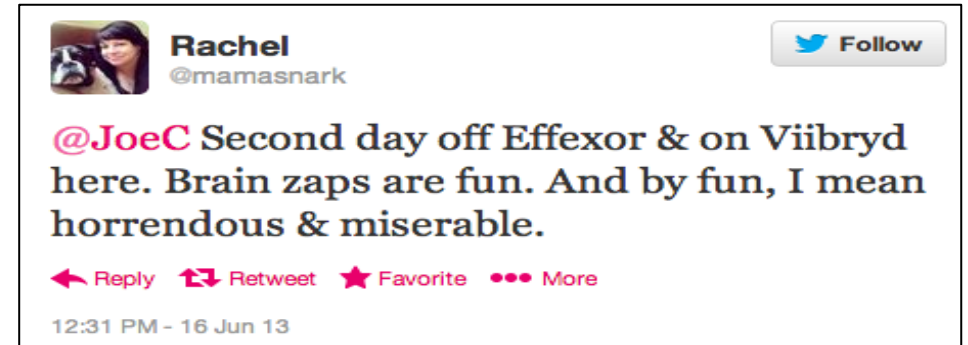 Rachel
Follow
@mamasnark
@JoeC Second day off Effexor & on Viibryd
here. Brain zaps are fun. And by fun, I mean
horrendous & miserable.
Reply Retweet Favorite More
12:31 PM - 16 Jun 13